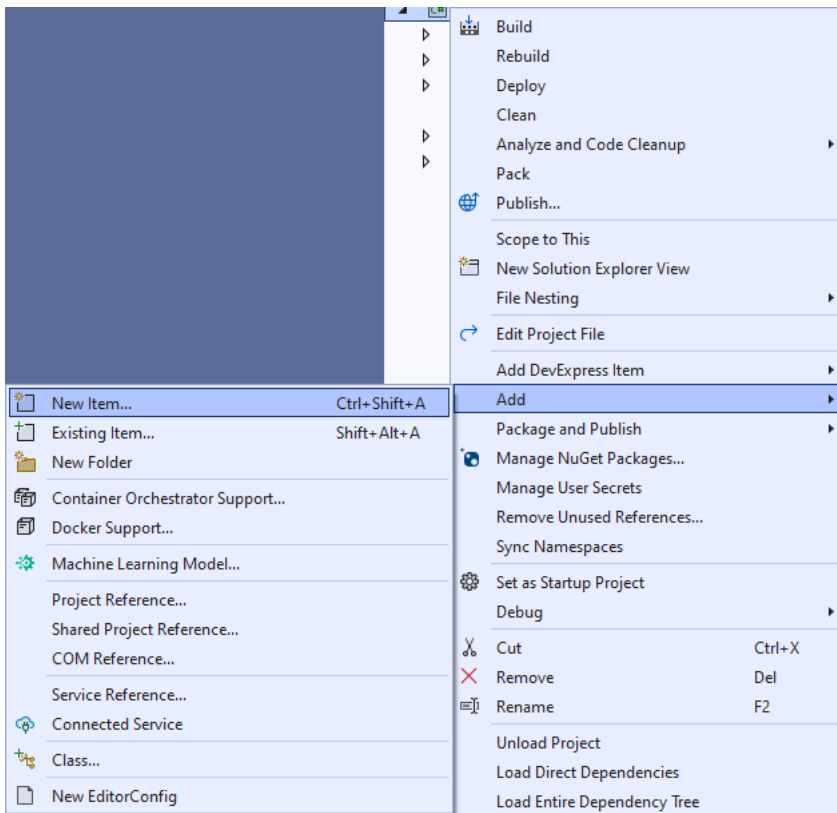 C#
Build
Rebuild
Deploy
Clean
Analyze and Code Cleanup
Pack
Publish...
Scope to This
New Solution Explorer View
File Nesting
Edit Project File
Add DevExpress Item
Add
Package and Publish
Manage NuGet Packages...
Manage User Secrets
Remove Unused References...
Sync Namespaces
Set as Startup Project
Debug
Cut Ctrl+X
Remove Del
Rename F2
Unload Project
Load Direct Dependencies
Load Entire Dependency Tree
New Item... Ctrl+Shift+A
Existing Item... Shift+Alt+A
New Folder
Container Orchestrator Support...
Docker Support...
Machine Learning Model...
Project Reference...
Shared Project Reference...
COM Reference...
Service Reference...
Connected Service
Class...
New EditorConfig